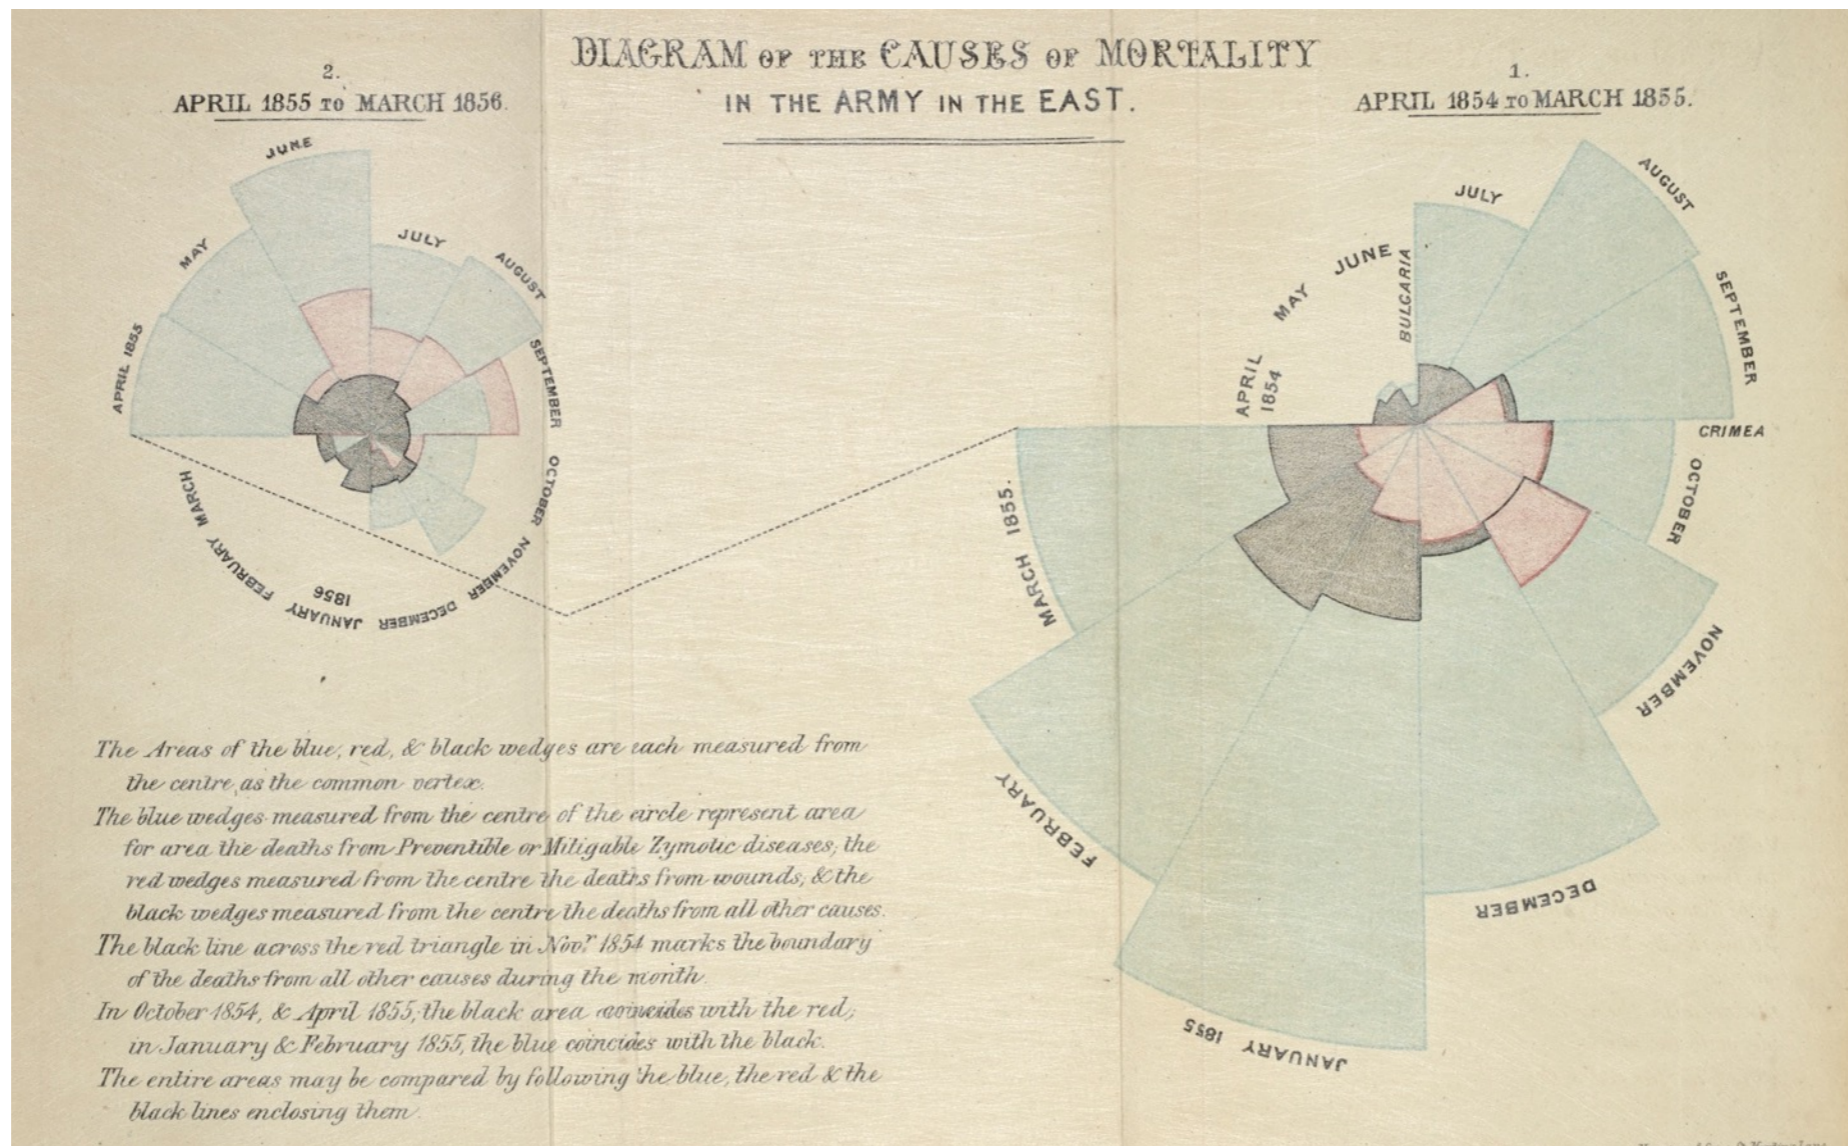 DIAGRAM OF THE CAUSES OF MORTALITY
IN THE ARMY IN THE EAST.
2.
APRIL 1855 TO MARCH 1856.
1.
APRIL 1854 TO MARCH 1855.
APRIL 1855
MAY
JUNE
JULY
AUGUST
SEPTEMBER
OCTOBER
NOVEMBER
DECEMBER
JANUARY
1856
FEBRUARY
MARCH
APRIL
1854
MAY
JUNE
BULGARIA
JULY
AUGUST
SEPTEMBER
CRIMEA
OCTOBER
NOVEMBER
DECEMBER
JANUARY 1855
FEBRUARY
MARCH 1855.
The Areas of the blue, red, & black wedges are each measured from
the centre as the common vertex.
The blue wedges measured from the centre of the circle represent area
for area the deaths from Preventible or Mitigable Zymotic diseases; the
red wedges measured from the centre the deaths from wounds; & the
black wedges measured from the centre the deaths from all other causes.
The black line across the red triangle in Novr. 1854 marks the boundary
of the deaths from all other causes during the month.
In October 1854, & April 1855; the black area coincides with the red;
in January & February 1855, the blue coincides with the black.
The entire areas may be compared by following the blue, the red & the
black lines enclosing them.